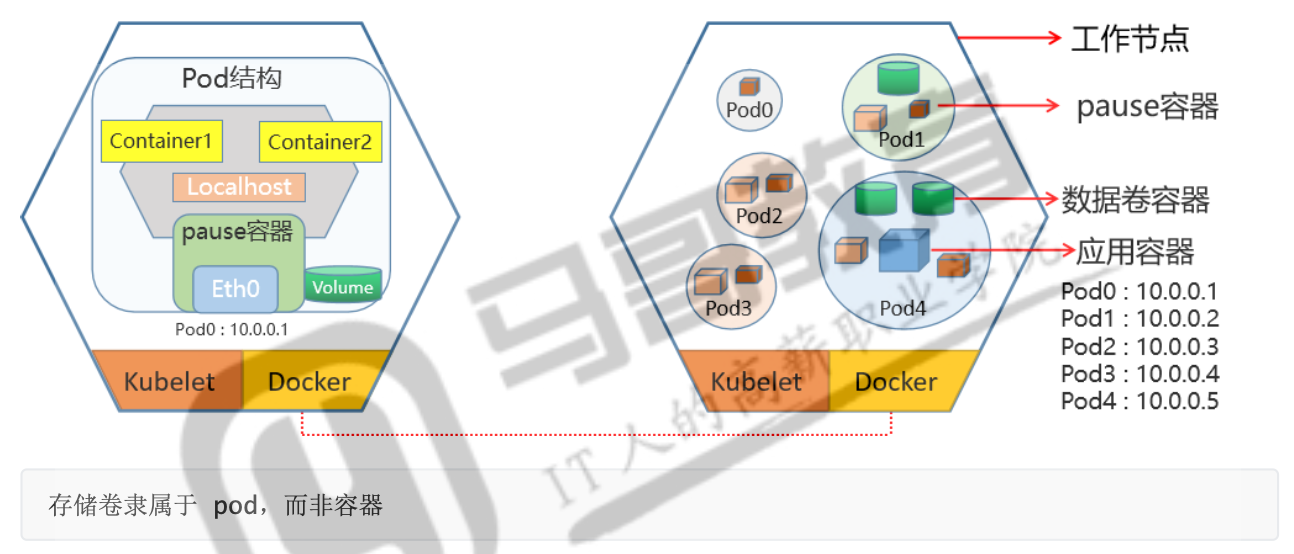 Pod结构
Container1
Container2
Localhost
pause容器
Eth0
Volume
Pod0 : 10.0.0.1
Kubelet
Docker
Pod0
Pod1
Pod2
Pod3
Pod4
Kubelet
Docker
工作节点
pause容器
数据卷容器
应用容器
Pod0 : 10.0.0.1
Pod1 : 10.0.0.2
Pod2 : 10.0.0.3
Pod3 : 10.0.0.4
Pod4 : 10.0.0.5
马哥教育
IT人的高薪职业学院
存储卷隶属于 pod，而非容器